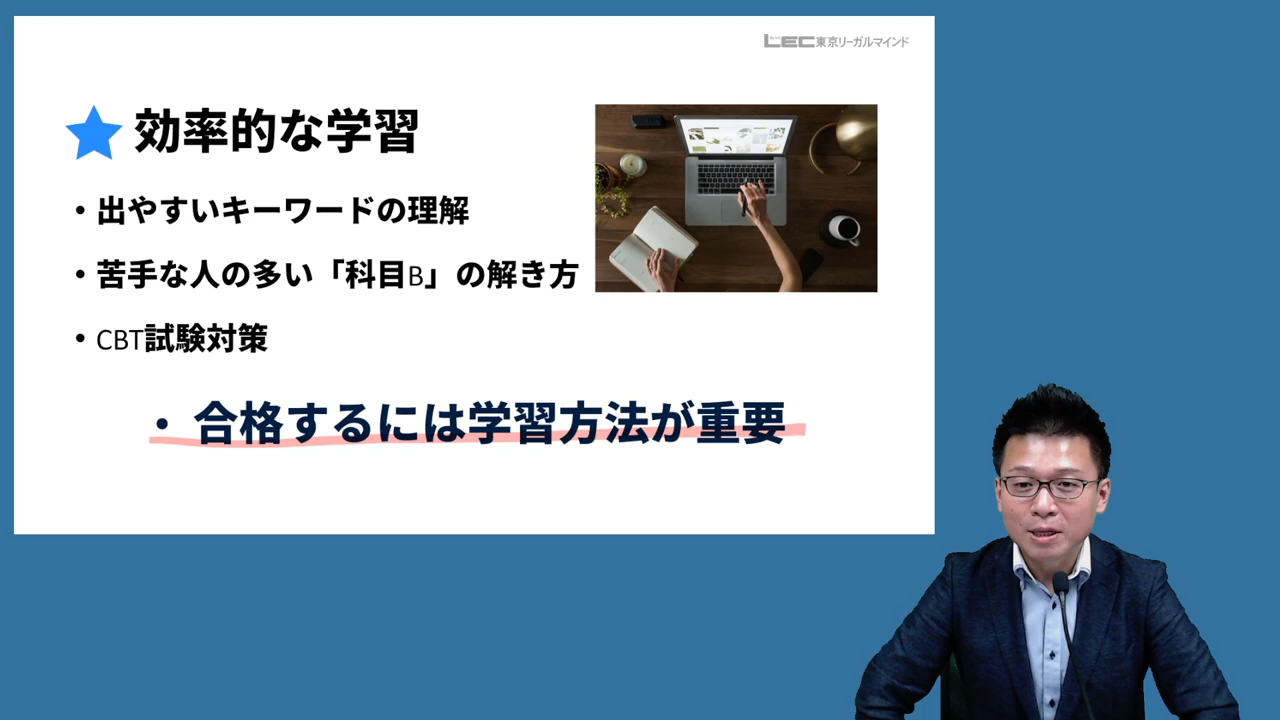 LEC東京リーガルマインド
効率的な学習
・出やすいキーワードの理解
・苦手な人の多い「科目B」の解き方
・CBT試験対策
・合格するには学習方法が重要